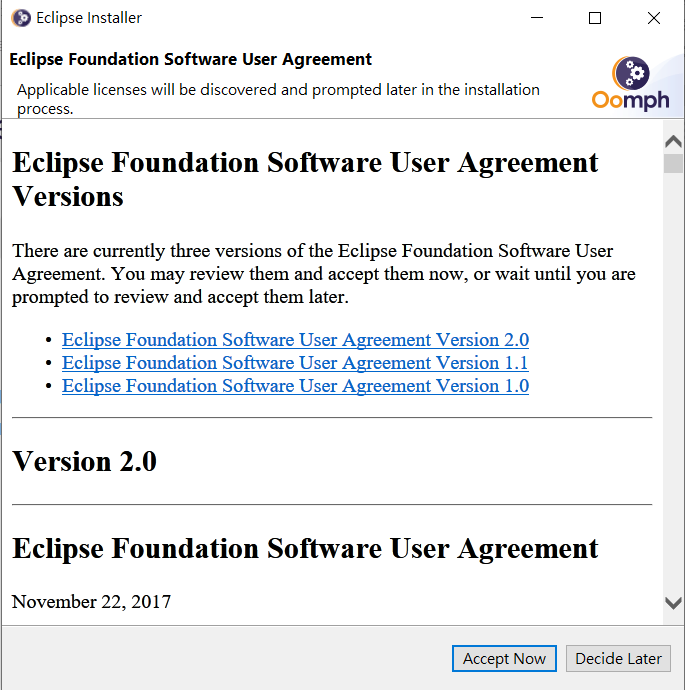 Eclipse Installer
Eclipse Foundation Software User Agreement
Applicable licenses will be discovered and prompted later in the installation
process.
Oomph
Eclipse Foundation Software User Agreement
Versions
There are currently three versions of the Eclipse Foundation Software User
Agreement. You may review them and accept them now, or wait until you are
prompted to review and accept them later.
• Eclipse Foundation Software User Agreement Version 2.0
• Eclipse Foundation Software User Agreement Version 1.1
• Eclipse Foundation Software User Agreement Version 1.0
Version 2.0
Eclipse Foundation Software User Agreement
November 22, 2017
Accept Now
Decide Later